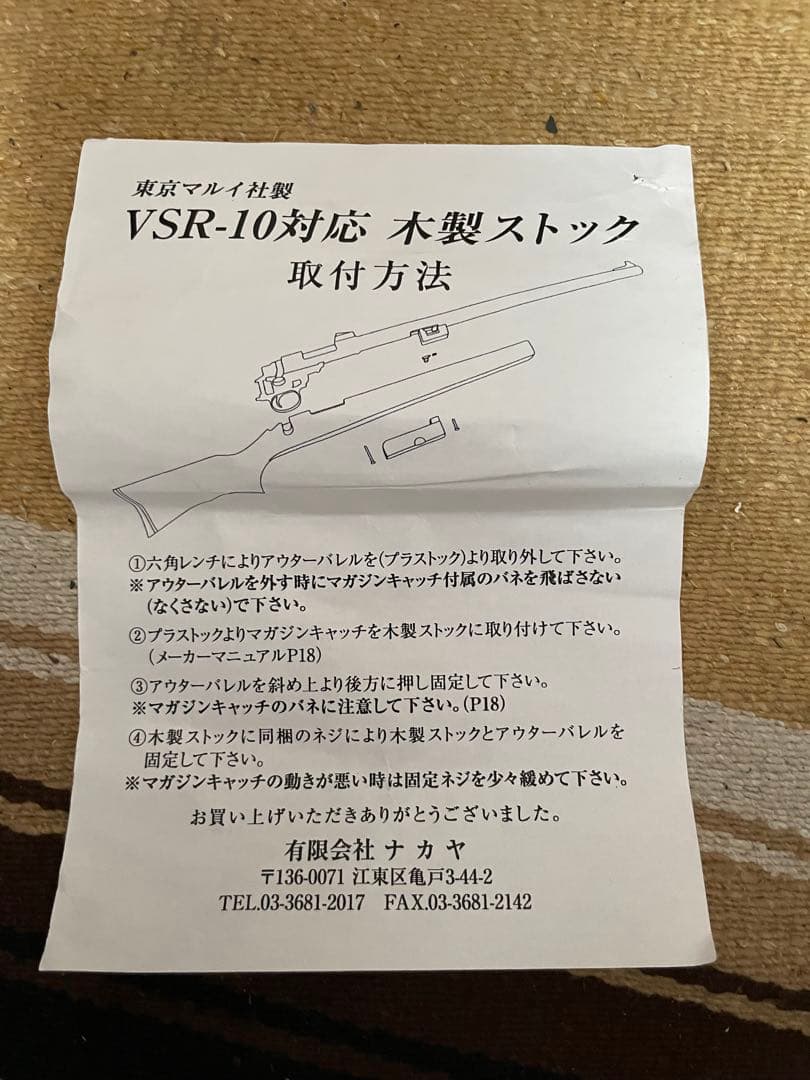 東京マルイ社製
VSR-10対応 木製ストック
取付方法
①六角レンチによりアウターバレルを(プラストック)より取り外して下さい。
※アウターバレルを外す時にマガジンキャッチ付属のバネを飛ばさない
(なくさない)で下さい。
②プラストックよりマガジンキャッチを木製ストックに取り付けて下さい。
(メーカーマニュアルP18)
③アウターバレルを斜め上より後方に押し固定して下さい。
※マガジンキャッチのバネに注意して下さい。(P18)
④木製ストックに同梱のネジにより木製ストックとアウターバレルを
固定して下さい。
※マガジンキャッチの動きが悪い時は固定ネジを少々緩めて下さい。
お買い上げいただきありがとうございました。
有限会社 ナカヤ
〒136-0071 江東区亀戸3-44-2
TEL.03-3681-2017 FAX.03-3681-2142